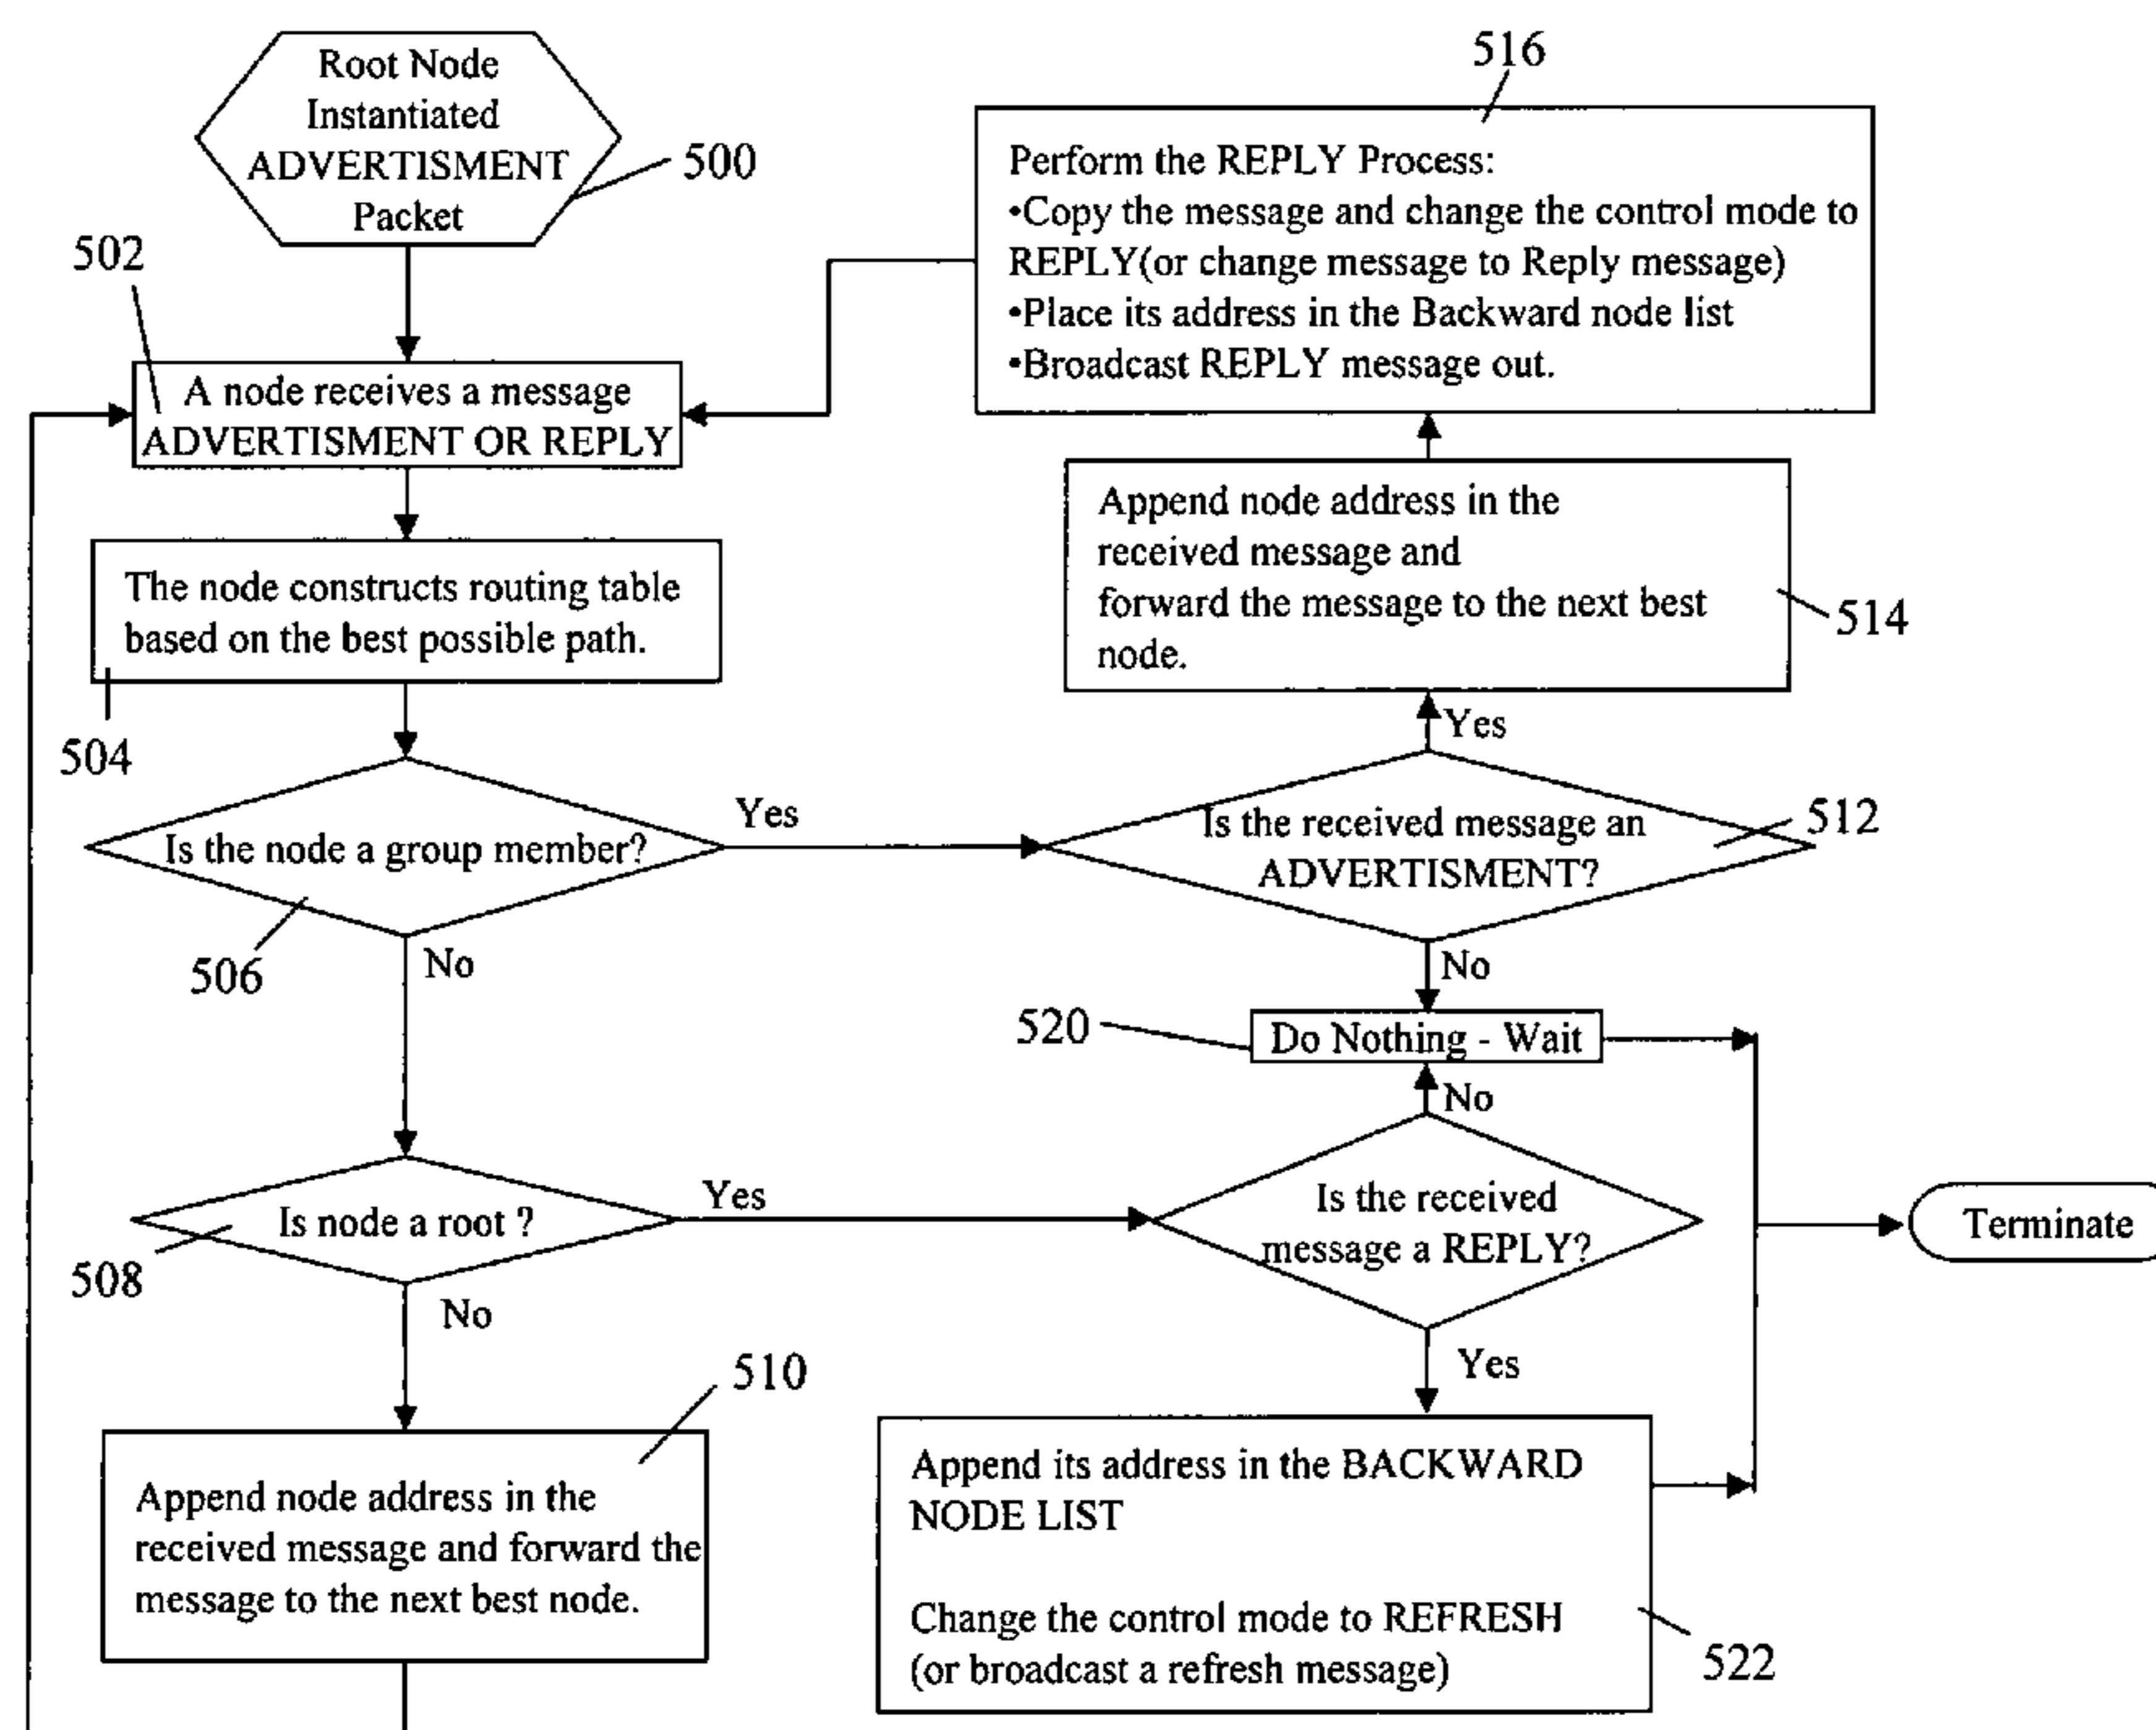 Root Node
Instantiated
ADVERTISMENT
Packet
500
502
A node receives a message
ADVERTISMENT OR REPLY
The node constructs routing table
based on the best possible path.
504
Is the node a group member?
Yes
506
No
Is node a root ?
Yes
508
No
510
Append node address in the
received message and forward the
message to the next best node.
516
Perform the REPLY Process:
•Copy the message and change the control mode to
REPLY(or change message to Reply message)
•Place its address in the Backward node list
•Broadcast REPLY message out.
Append node address in the
received message and
forward the message to the next best
node.
514
Yes
Is the received message an
ADVERTISMENT?
512
No
520
Do Nothing - Wait
No
Is the received
message a REPLY?
Terminate
Yes
Append its address in the BACKWARD
NODE LIST
Change the control mode to REFRESH
(or broadcast a refresh message)
522